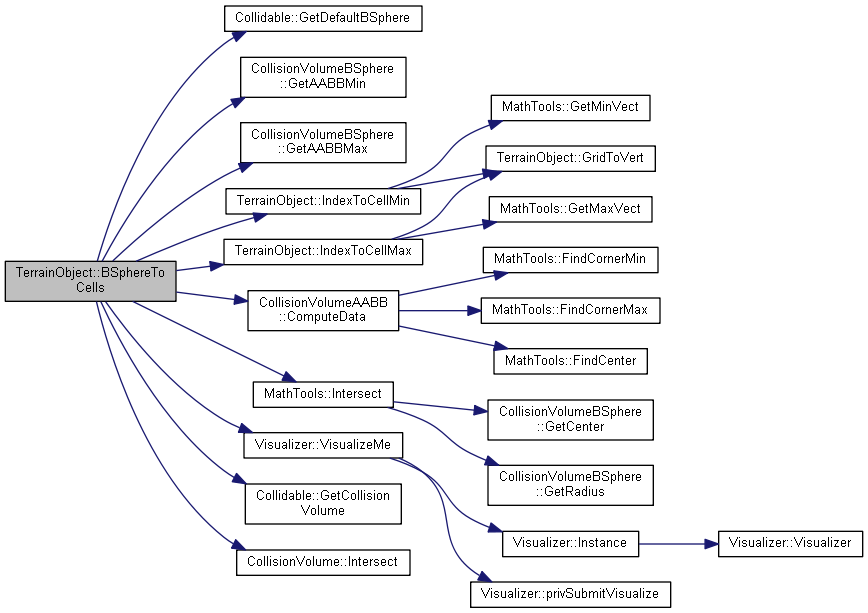 TerrainObject::BSphereTo
Cells
Collidable::GetDefaultBSphere
CollisionVolumeBSphere
::GetAABBMin
CollisionVolumeBSphere
::GetAABBMax
TerrainObject::IndexToCellMin
TerrainObject::IndexToCellMax
CollisionVolumeAABB
::ComputeData
MathTools::Intersect
Visualizer::VisualizeMe
Collidable::GetCollision
Volume
CollisionVolume::Intersect
MathTools::GetMinVect
TerrainObject::GridToVert
MathTools::GetMaxVect
MathTools::FindCornerMin
MathTools::FindCornerMax
MathTools::FindCenter
CollisionVolumeBSphere
::GetCenter
CollisionVolumeBSphere
::GetRadius
Visualizer::Instance
Visualizer::privSubmitVisualize
Visualizer::Visualizer